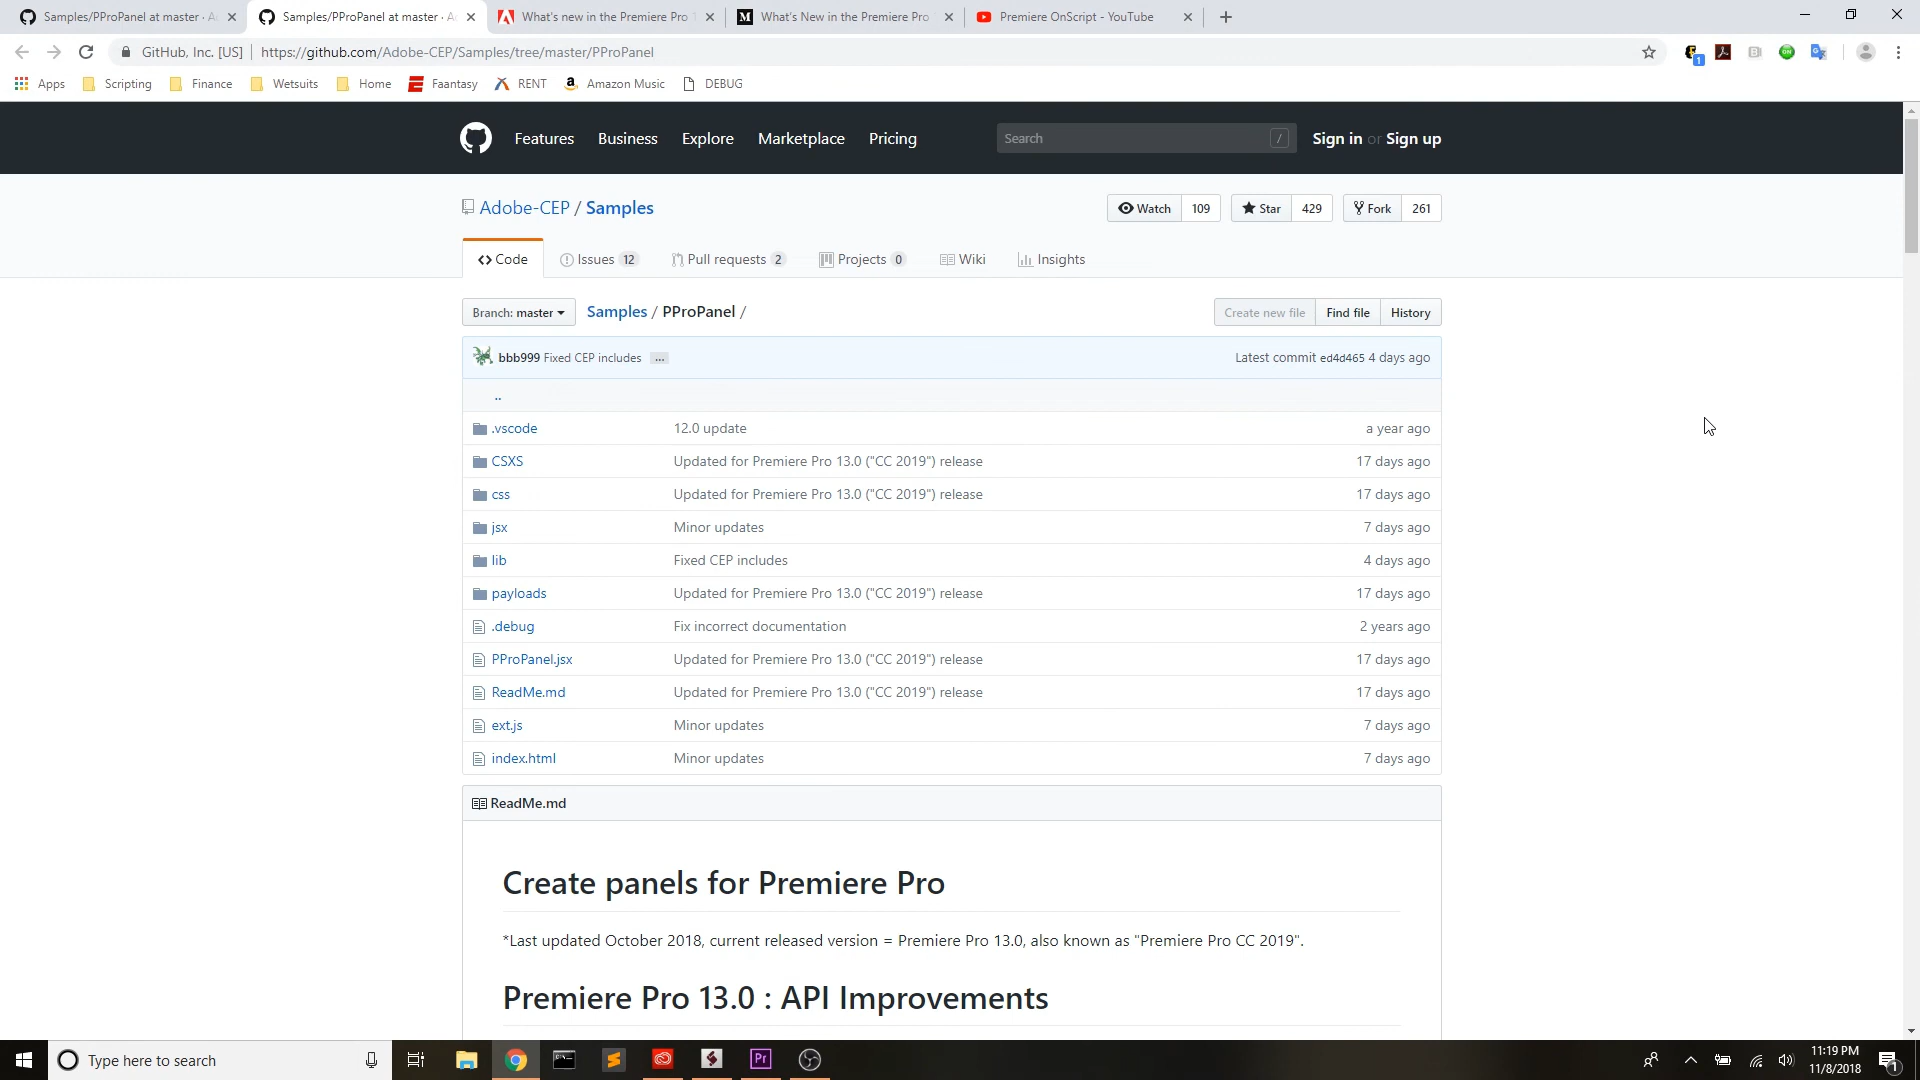 Samples/PProPanel at master · A
Samples/PProPanel at master · A
What's new in the Premiere Pro 1
What's New in the Premiere Pro
Premiere OnScript - YouTube
GitHub, Inc. [US] https://github.com/Adobe-CEP/Samples/tree/master/PProPanel
1
Apps Scripting Finance Wetsuits Home Faantasy RENT Amazon Music DEBUG
Features Business Explore Marketplace Pricing Search / Sign in or Sign up
Adobe-CEP / Samples Watch 109 Star 429 Fork 261
Code Issues 12 Pull requests 2 Projects 0 Wiki Insights
Branch: master Samples / PProPanel / Create new file Find file History
bbb999 Fixed CEP includes … Latest commit ed4d465 4 days ago
..
.vscode 12.0 update a year ago
CSXS Updated for Premiere Pro 13.0 ("CC 2019") release 17 days ago
css Updated for Premiere Pro 13.0 ("CC 2019") release 17 days ago
jsx Minor updates 7 days ago
lib Fixed CEP includes 4 days ago
payloads Updated for Premiere Pro 13.0 ("CC 2019") release 17 days ago
.debug Fix incorrect documentation 2 years ago
PProPanel.jsx Updated for Premiere Pro 13.0 ("CC 2019") release 17 days ago
ReadMe.md Updated for Premiere Pro 13.0 ("CC 2019") release 17 days ago
ext.js Minor updates 7 days ago
index.html Minor updates 7 days ago
ReadMe.md
Create panels for Premiere Pro
*Last updated October 2018, current released version = Premiere Pro 13.0, also known as "Premiere Pro CC 2019".
Premiere Pro 13.0 : API Improvements
Type here to search
Pr
11:19 PM
11/8/2018
1